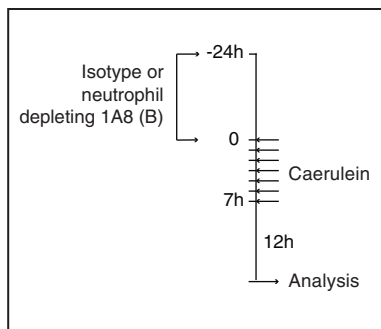 -24h
Isotype or
neutrophil
depleting 1A8 (B)
0
Caerulein
7h
12h
Analysis